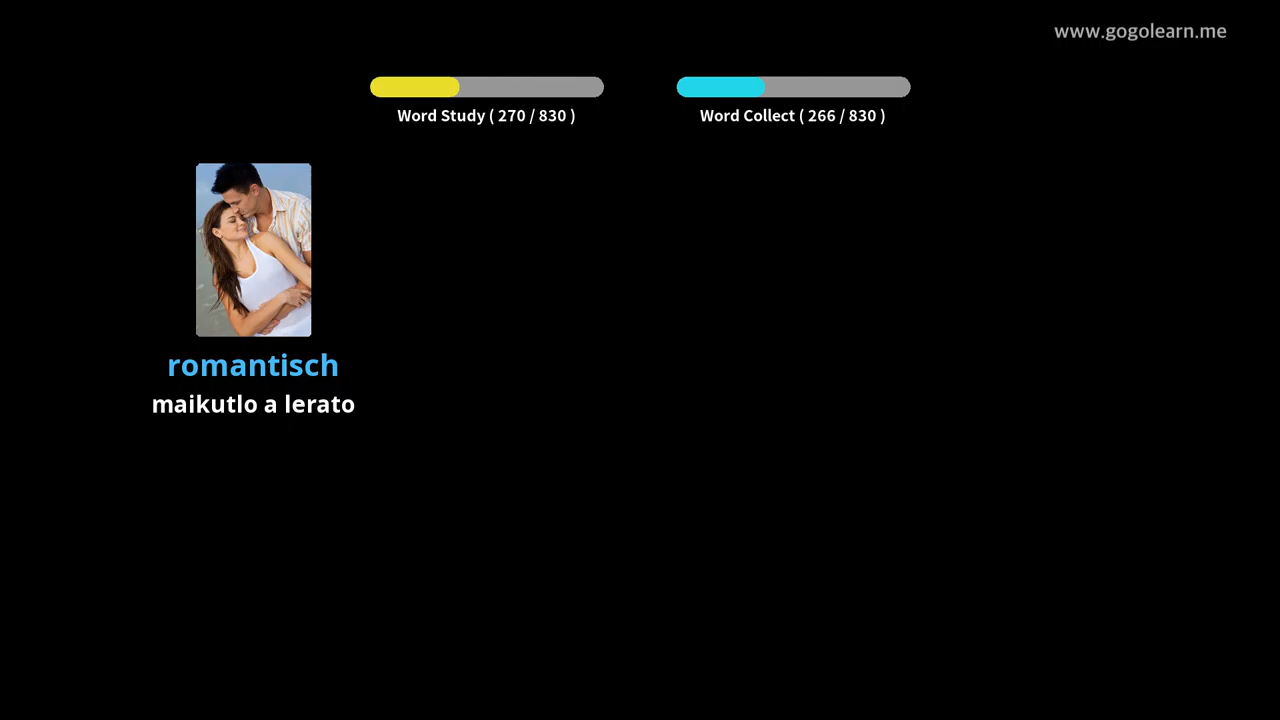 www.gogolearn.me
Word Study ( 270 / 830 )
Word Collect ( 266 / 830 )
romantisch
maikutlo a lerato